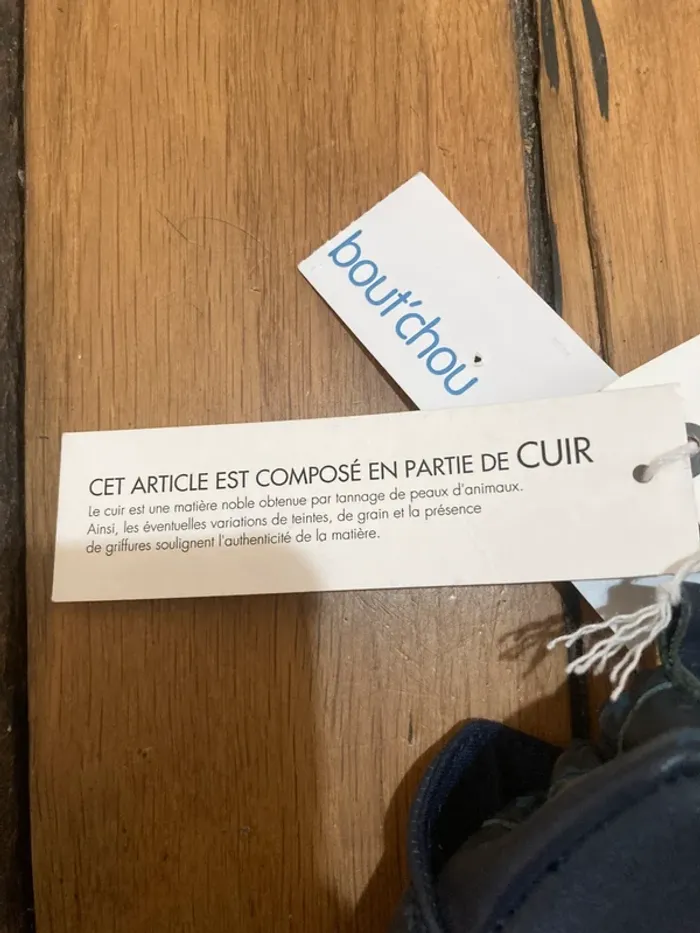 bout'chou
CET ARTICLE EST COMPOSÉ EN PARTIE DE CUIR
Le cuir est une matière noble obtenue par tannage de peaux d'animaux.
Ainsi, les éventuelles variations de teintes, de grain et la présence
de griffures soulignent l'authenticité de la matière.